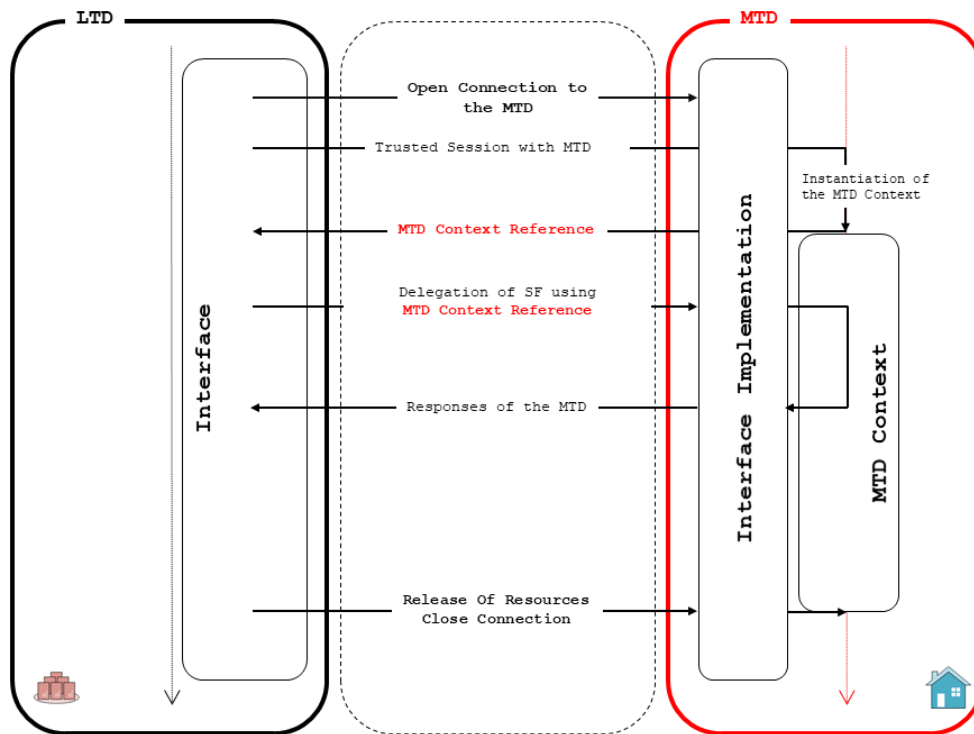 LTD
MTD
Open Connection to
the MTD
Trusted Session with MTD
Instantiation of
the MTD Context
MTD Context Reference
Delegation of SF using
MTD Context Reference
Interface
Interface Implementation
MTD Context
Responses of the MTD
Release Of Resources
Close Connection